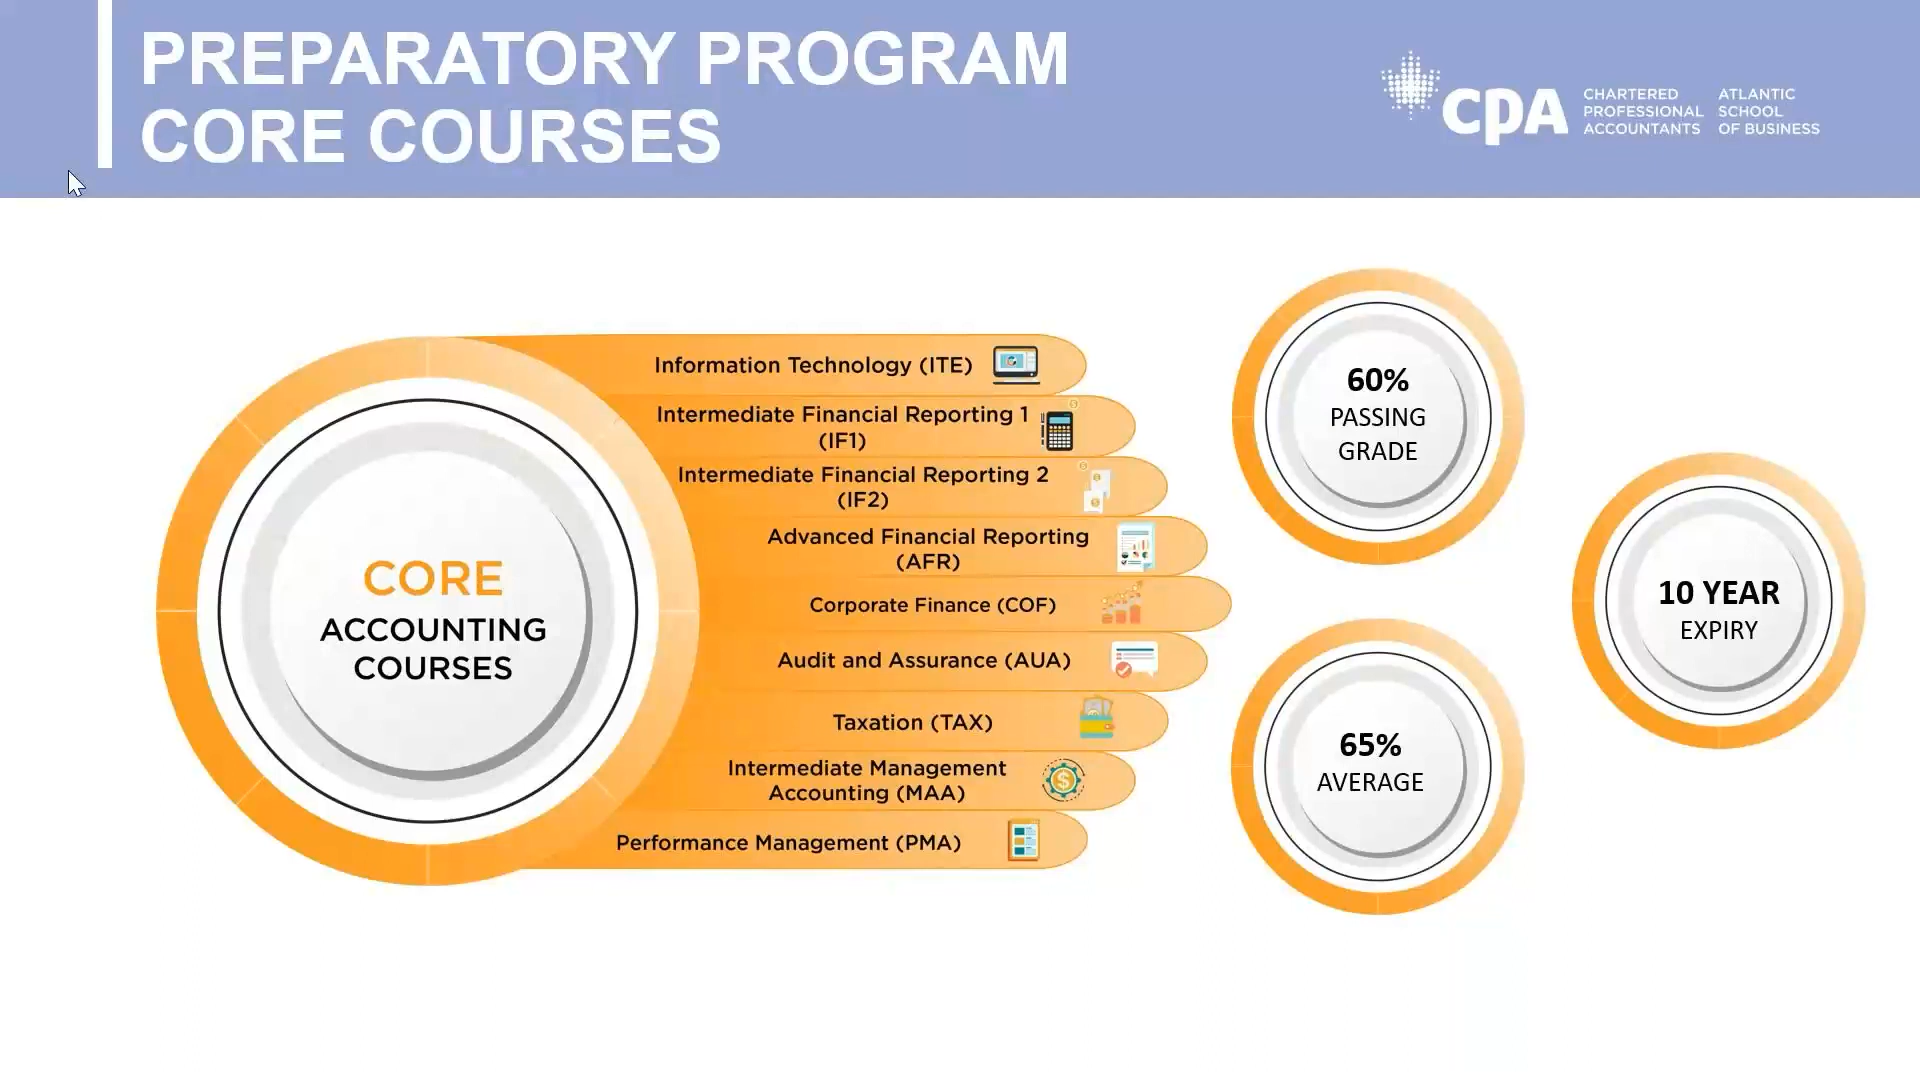 PREPARATORY PROGRAM
CORE COURSES
cpa
CHARTERED
PROFESSIONAL
ACCOUNTANTS
ATLANTIC
SCHOOL
OF BUSINESS
CORE
ACCOUNTING
COURSES
Information Technology (ITE)
Intermediate Financial Reporting 1
(IF1)
Intermediate Financial Reporting 2
(IF2)
Advanced Financial Reporting
(AFR)
Corporate Finance (COF)
Audit and Assurance (AUA)
Taxation (TAX)
Intermediate Management
Accounting (MAA)
Performance Management (PMA)
60%
PASSING
GRADE
65%
AVERAGE
10 YEAR
EXPIRY